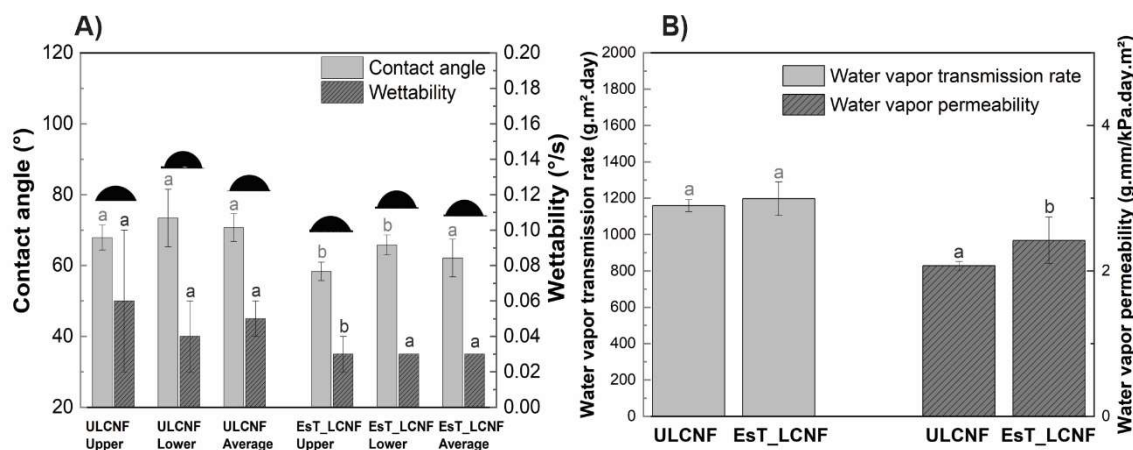 A)
Contact angle (°)
120
100
80
60
40
20
Contact angle
Wettability
a
a
a
a
a
a
b
b
b
a
a
a
0.20
0.18
0.16
0.14
0.12
0.10
0.08
0.06
0.04
0.02
0.00
Wettability (°/s)
ULCNF
Upper
ULCNF
Lower
ULCNF
Average
EsT_LCNF
Upper
EsT_LCNF
Lower
EsT_LCNF
Average
B)
Water vapor transmission rate (g.m².day)
2000
1800
1600
1400
1200
1000
800
600
400
200
0
Water vapor transmission rate
Water vapor permeability
a
a
a
b
4
2
0
Water vapor permeability (g.mm/kPa.day.m²)
ULCNF
EsT_LCNF
ULCNF
EsT_LCNF